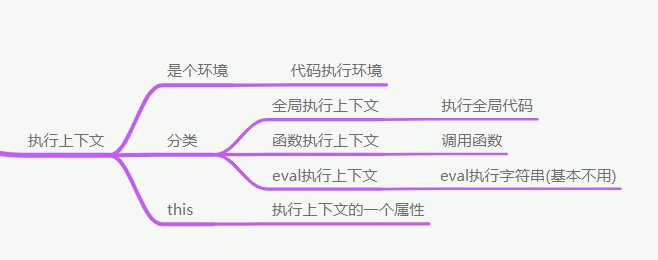 是个环境 代码执行环境
全局执行上下文 执行全局代码
执行上下文 分类 函数执行上下文 调用函数
eval执行上下文 eval执行字符串(基本不用)
this 执行上下文的一个属性